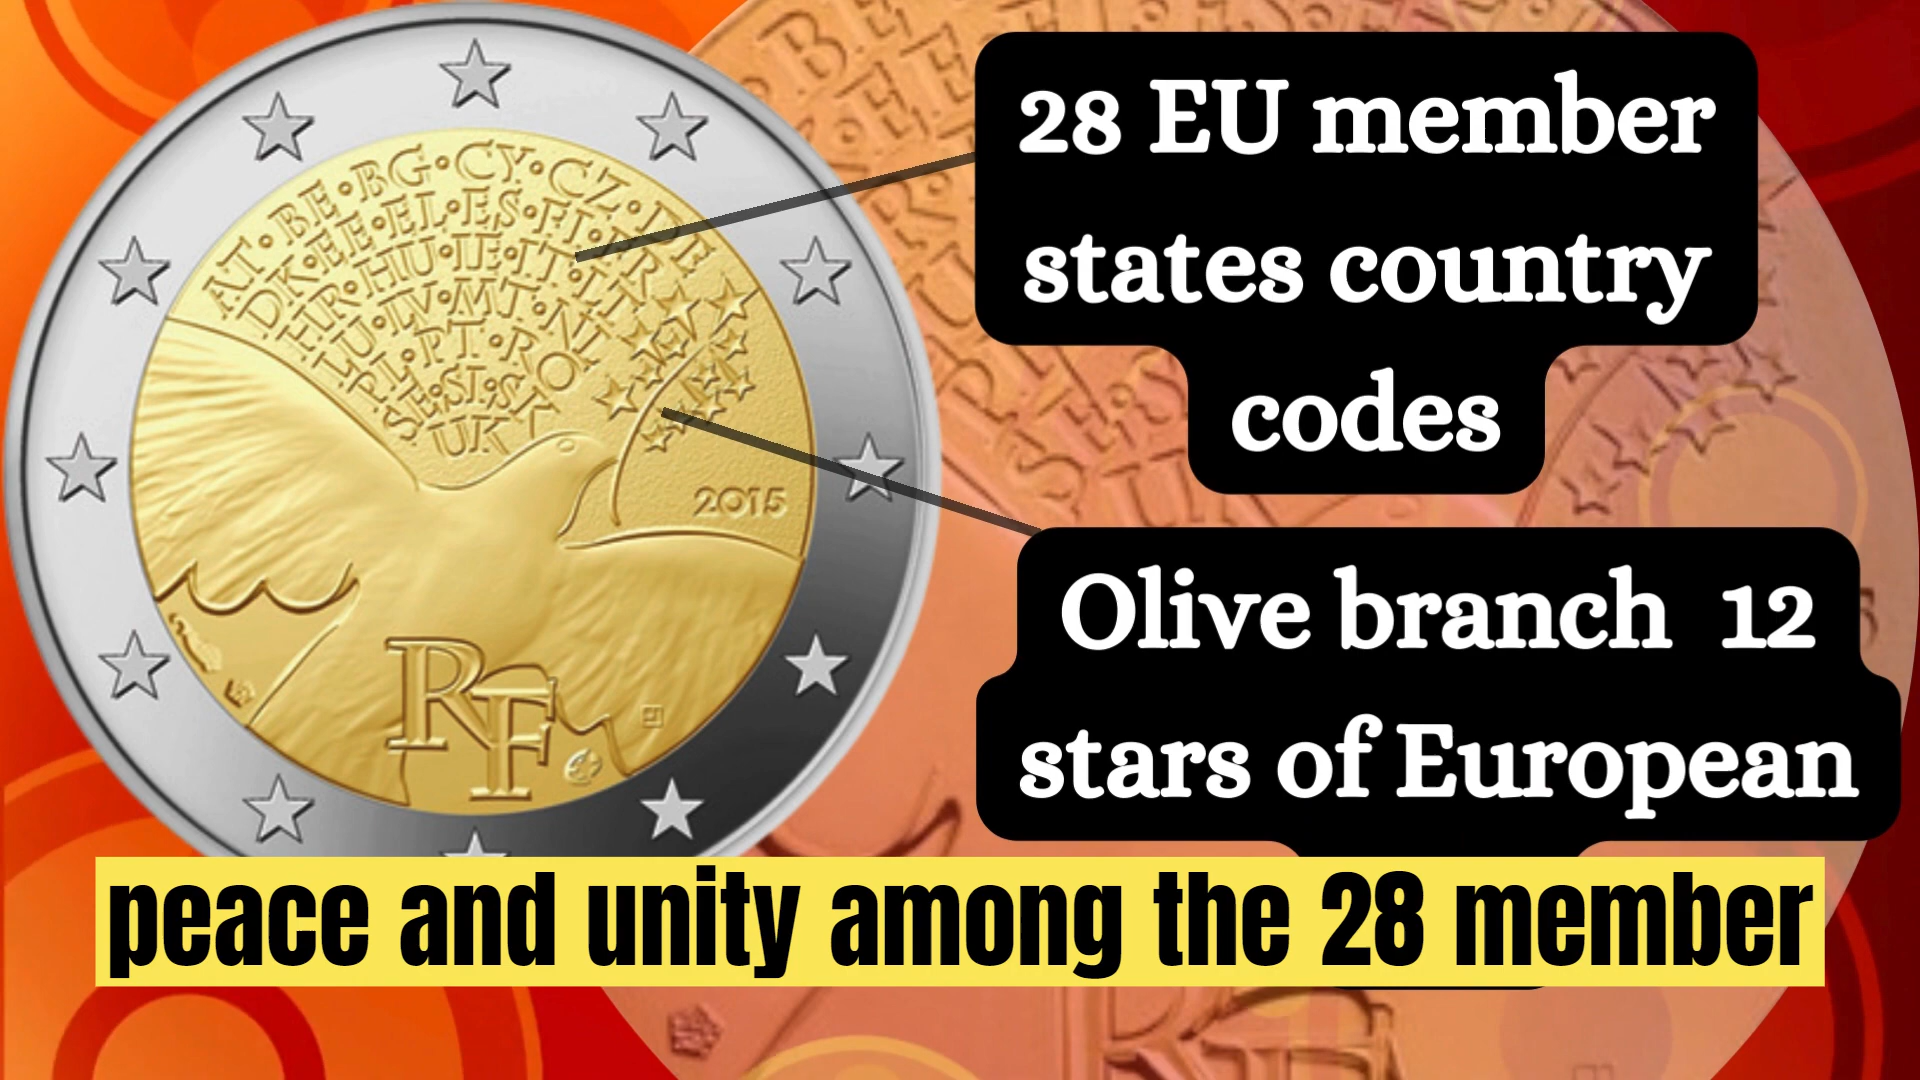 28 EU member
states country
codes
AT·BE·BG·CY·CZ·DE
DK·EE·EL·ES·FI·FR
HR·HU·IE·IT·LT
LU·LV·MT·NL
PL·PT·RO
SE·SI·SK
UK
2015
RF
Olive branch 12
stars of European
peace and unity among the 28 member